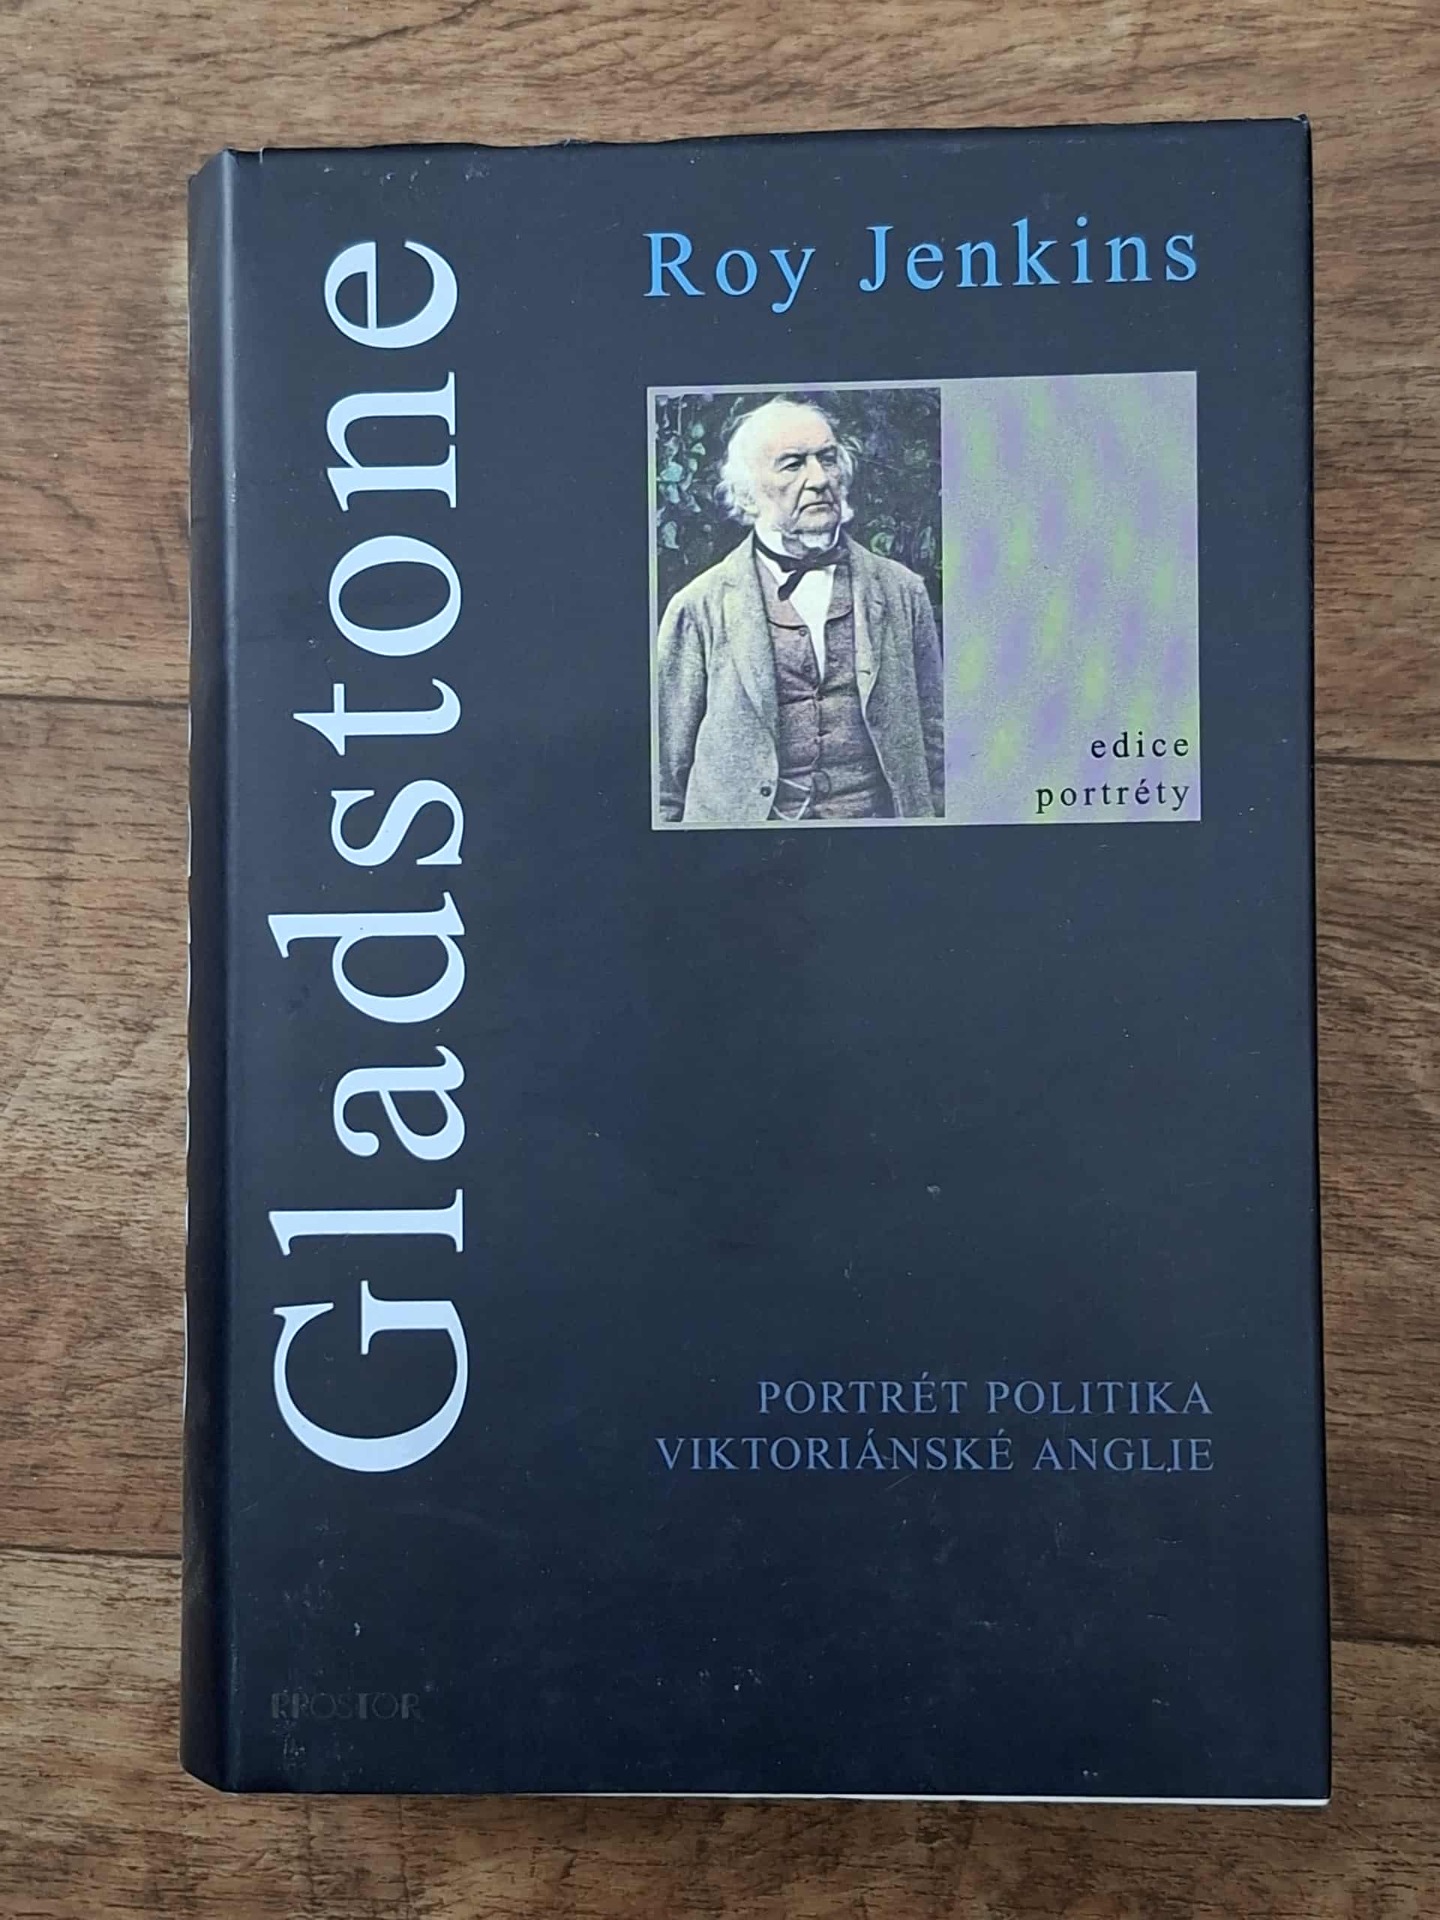 Roy Jenkins
Gladstone
edice
portréty
PORTRÉT POLITIKA
VIKTORIÁNSKÉ ANGLIE
PROSTOR